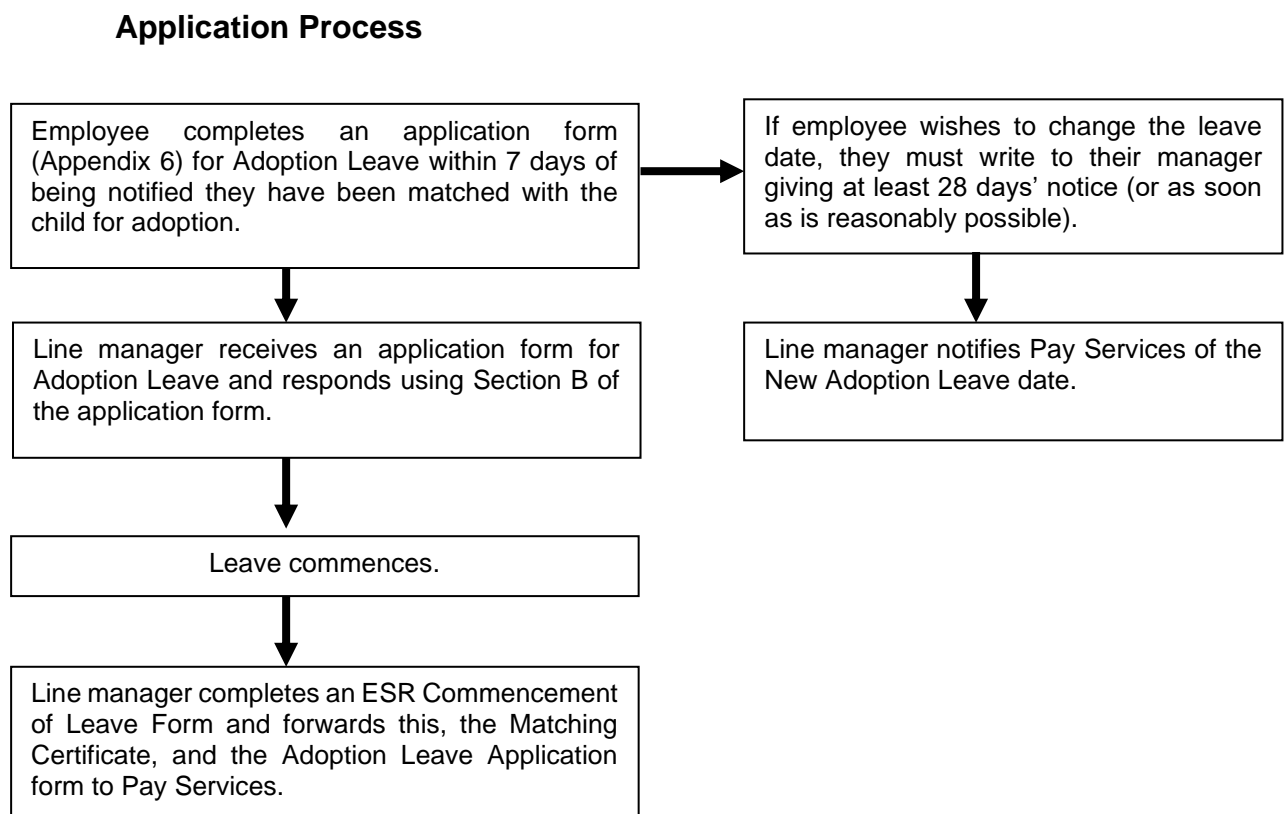 Application Process
Employee completes an application form
(Appendix 6) for Adoption Leave within 7 days of
being notified they have been matched with the
child for adoption.
If employee wishes to change the leave
date, they must write to their manager
giving at least 28 days’ notice (or as soon
as is reasonably possible).
Line manager receives an application form for
Adoption Leave and responds using Section B of
the application form.
Line manager notifies Pay Services of the
New Adoption Leave date.
Leave commences.
Line manager completes an ESR Commencement
of Leave Form and forwards this, the Matching
Certificate, and the Adoption Leave Application
form to Pay Services.